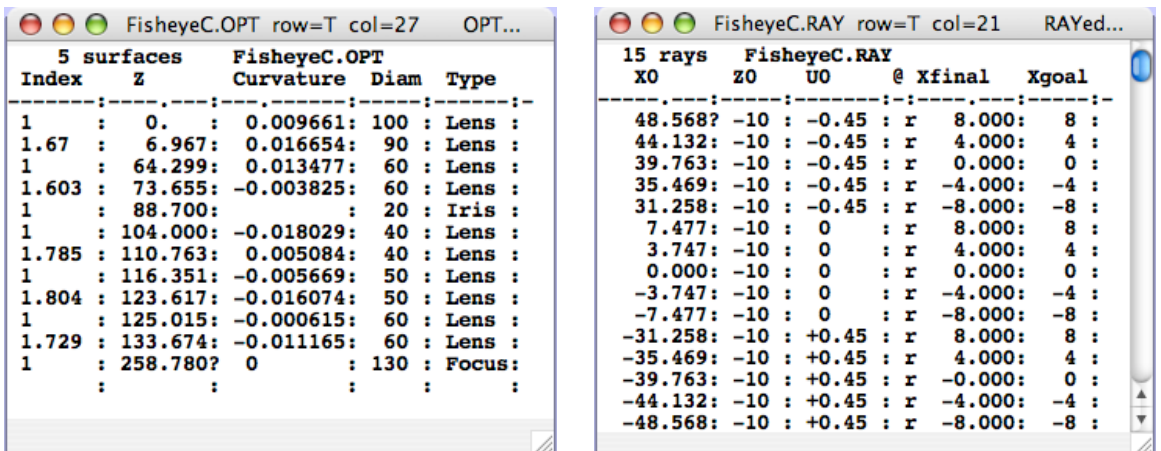 FisheyeC.OPT row=T col=27 OPT...
5 surfaces FisheyeC.OPT
Index Z Curvature Diam Type
-------:----.---:---.------:-----:------:-
1 : 0. : 0.009661: 100 : Lens :
1.67 : 6.967: 0.016654: 90 : Lens :
1 : 64.299: 0.013477: 60 : Lens :
1.603 : 73.655: -0.003825: 60 : Lens :
1 : 88.700: : 20 : Iris :
1 : 104.000: -0.018029: 40 : Lens :
1.785 : 110.763: 0.005084: 40 : Lens :
1 : 116.351: -0.005669: 50 : Lens :
1.804 : 123.617: -0.016074: 50 : Lens :
1 : 125.015: -0.000615: 60 : Lens :
1.729 : 133.674: -0.011165: 60 : Lens :
1 : 258.780? 0 : 130 : Focus:
: : : : :
FisheyeC.RAY row=T col=21 RAYed...
15 rays FisheyeC.RAY
X0 Z0 U0 @ Xfinal Xgoal
-----.---:-----:-------:-:----.---:-----:-
48.568? -10 : -0.45 : r 8.000: 8 :
44.132: -10 : -0.45 : r 4.000: 4 :
39.763: -10 : -0.45 : r 0.000: 0 :
35.469: -10 : -0.45 : r -4.000: -4 :
31.258: -10 : -0.45 : r -8.000: -8 :
7.477: -10 : 0 : r 8.000: 8 :
3.747: -10 : 0 : r 4.000: 4 :
0.000: -10 : 0 : r 0.000: 0 :
-3.747: -10 : 0 : r -4.000: -4 :
-7.477: -10 : 0 : r -8.000: -8 :
-31.258: -10 : +0.45 : r 8.000: 8 :
-35.469: -10 : +0.45 : r 4.000: 4 :
-39.763: -10 : +0.45 : r -0.000: 0 :
-44.132: -10 : +0.45 : r -4.000: -4 :
-48.568: -10 : +0.45 : r -8.000: -8 :